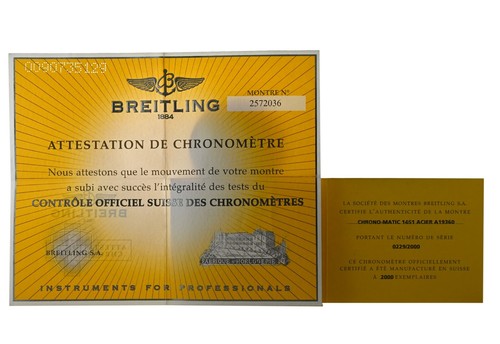 0090735129
BREITLING
1884
MONTRE N°
2572036
ATTESTATION DE CHRONOMÈTRE
Nous attestons que le mouvement de votre montre
a subi avec succès l'intégralité des tests du
CONTRÔLE OFFICIEL SUISSE DES CHRONOMÈTRES
BREITLING S.A.
INSTRUMENTS FOR PROFESSIONALS
LA SOCIÉTÉ DES MONTRES BREITLING S.A.
CERTIFIE L'AUTHENTICITÉ DE LA MONTRE
CHRONO-MATIC 1461 ACIER A19360
PORTANT LE NUMÉRO DE SÉRIE
0229/2000
CE CHRONOMÈTRE OFFICIELLEMENT
CERTIFIÉ A ÉTÉ MANUFACTURÉ EN SUISSE
A 2000 EXEMPLAIRES